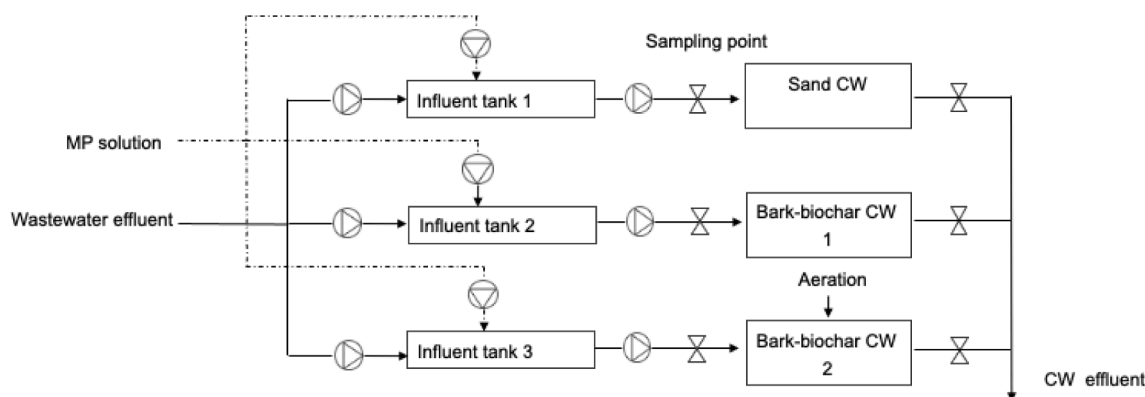 Sampling point
Influent tank 1
Sand CW
MP solution
Wastewater effluent
Influent tank 2
Bark-biochar CW
1
Aeration
Influent tank 3
Bark-biochar CW
2
CW effluent